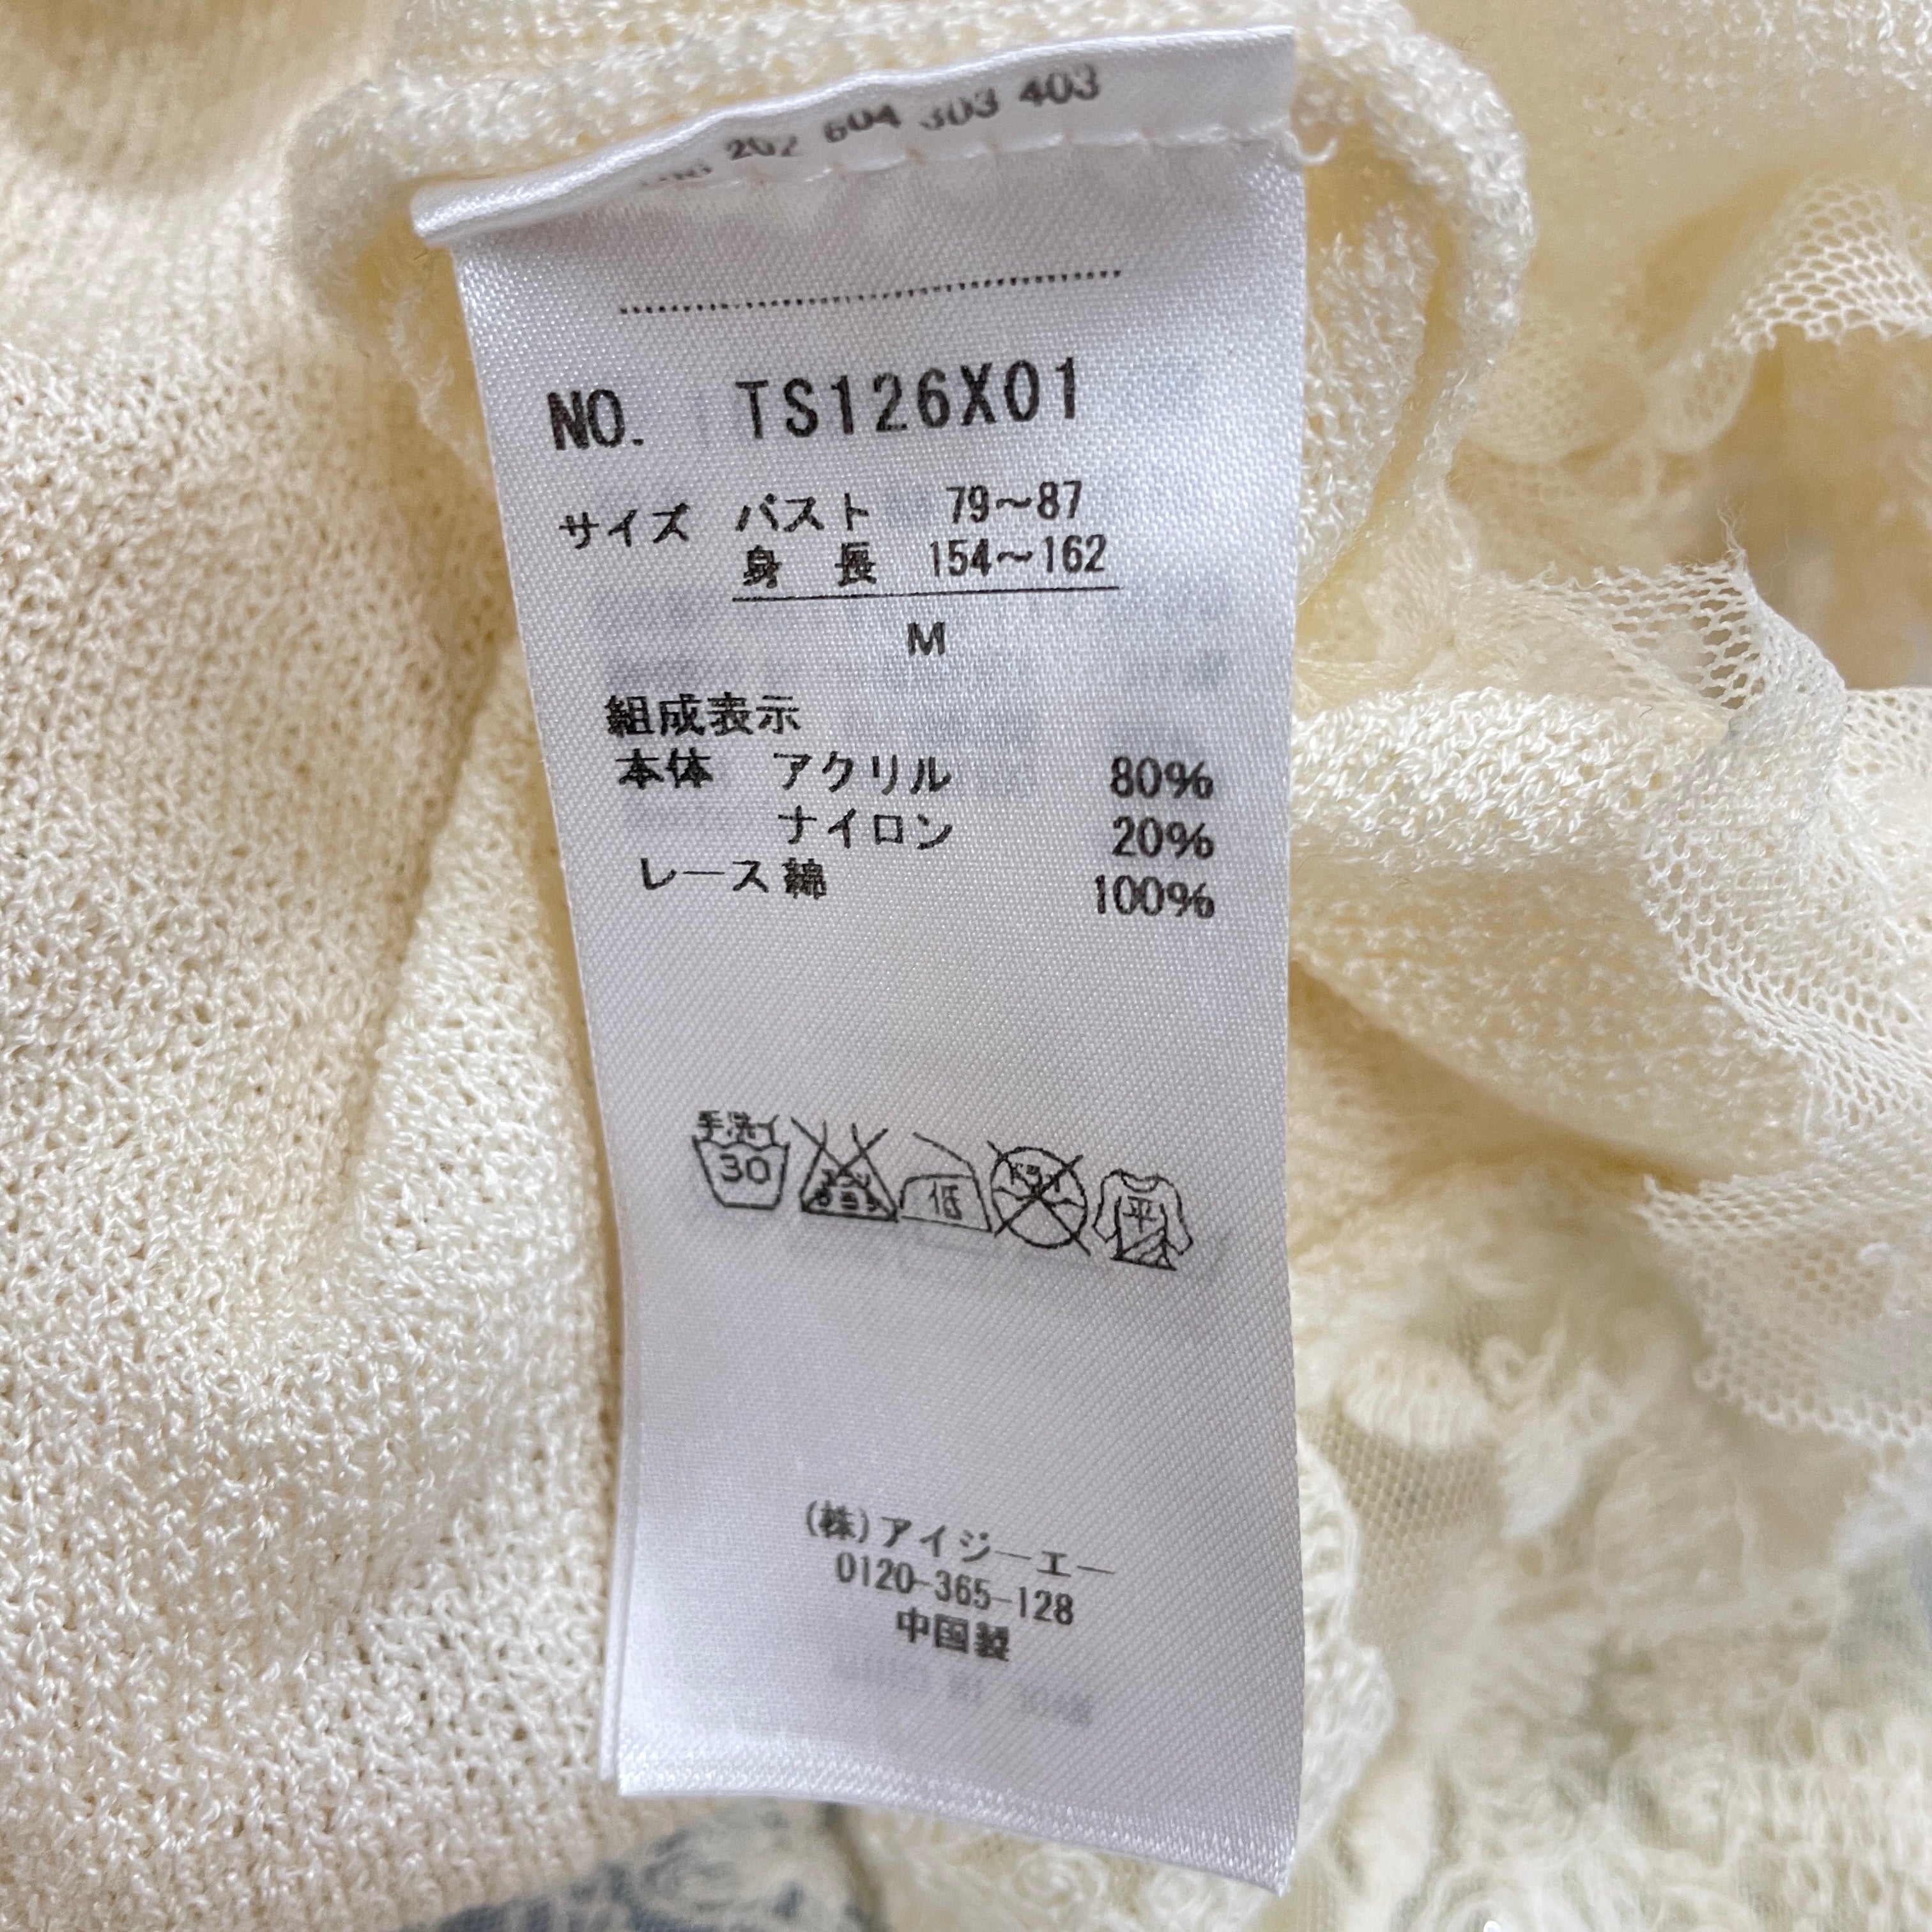 202 604 303 403
NO. TS126X01
サイズ バスト 79～87
身長 154～162
M
組成表示
本体 アクリル 80%
ナイロン 20%
レース 綿 100%
手洗イ
30 低 平
(株)アイジーエー
0120-365-128
中国製